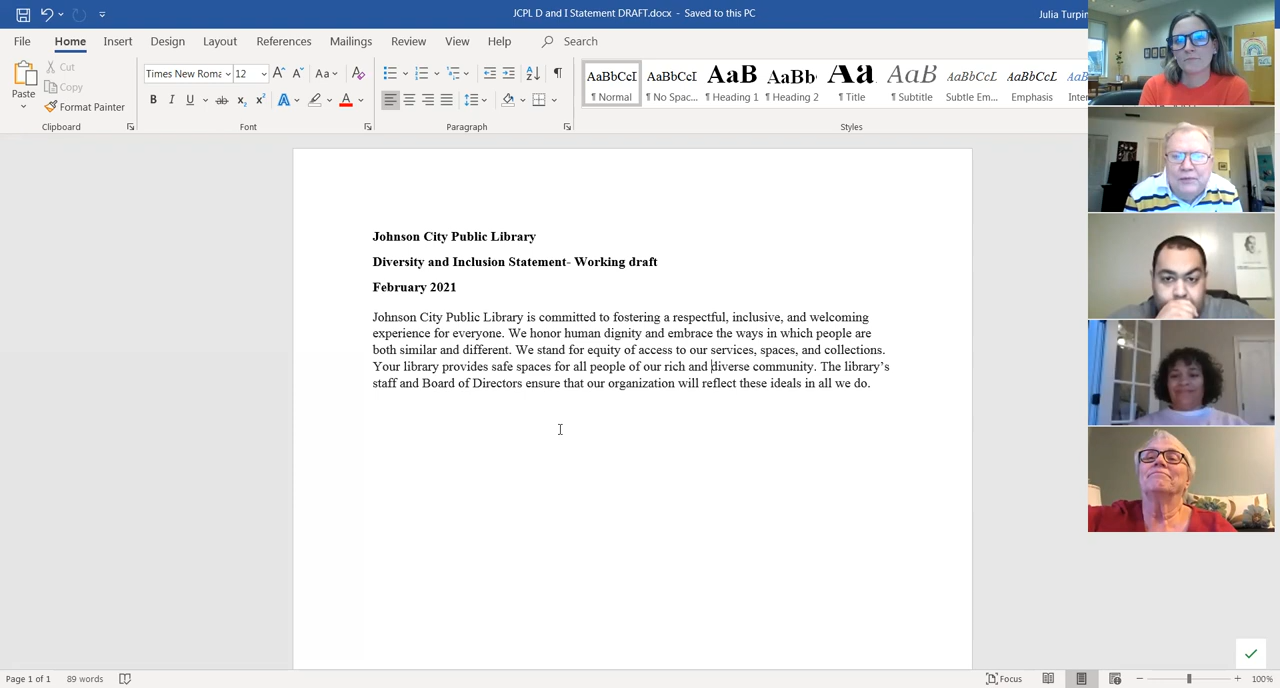 JCPL D and I Statement DRAFT.docx - Saved to this PC
Julia Turpin
File Home Insert Design Layout References Mailings Review View Help Search
Paste
Cut
Copy
Format Painter
Clipboard
Times New Roma 12
Font
Paragraph
AaBbCcI AaBbCcI AaB AaBb Aa AaB AaBbCcL AaBbCcL
¶ Normal ¶ No Spac... ¶ Heading 1 ¶ Heading 2 ¶ Title ¶ Subtitle Subtle Em... Emphasis
Styles
Johnson City Public Library
Diversity and Inclusion Statement- Working draft
February 2021
Johnson City Public Library is committed to fostering a respectful, inclusive, and welcoming
experience for everyone. We honor human dignity and embrace the ways in which people are
both similar and different. We stand for equity of access to our services, spaces, and collections.
Your library provides safe spaces for all people of our rich and diverse community. The library's
staff and Board of Directors ensure that our organization will reflect these ideals in all we do.
Page 1 of 1 89 words
Focus
100%